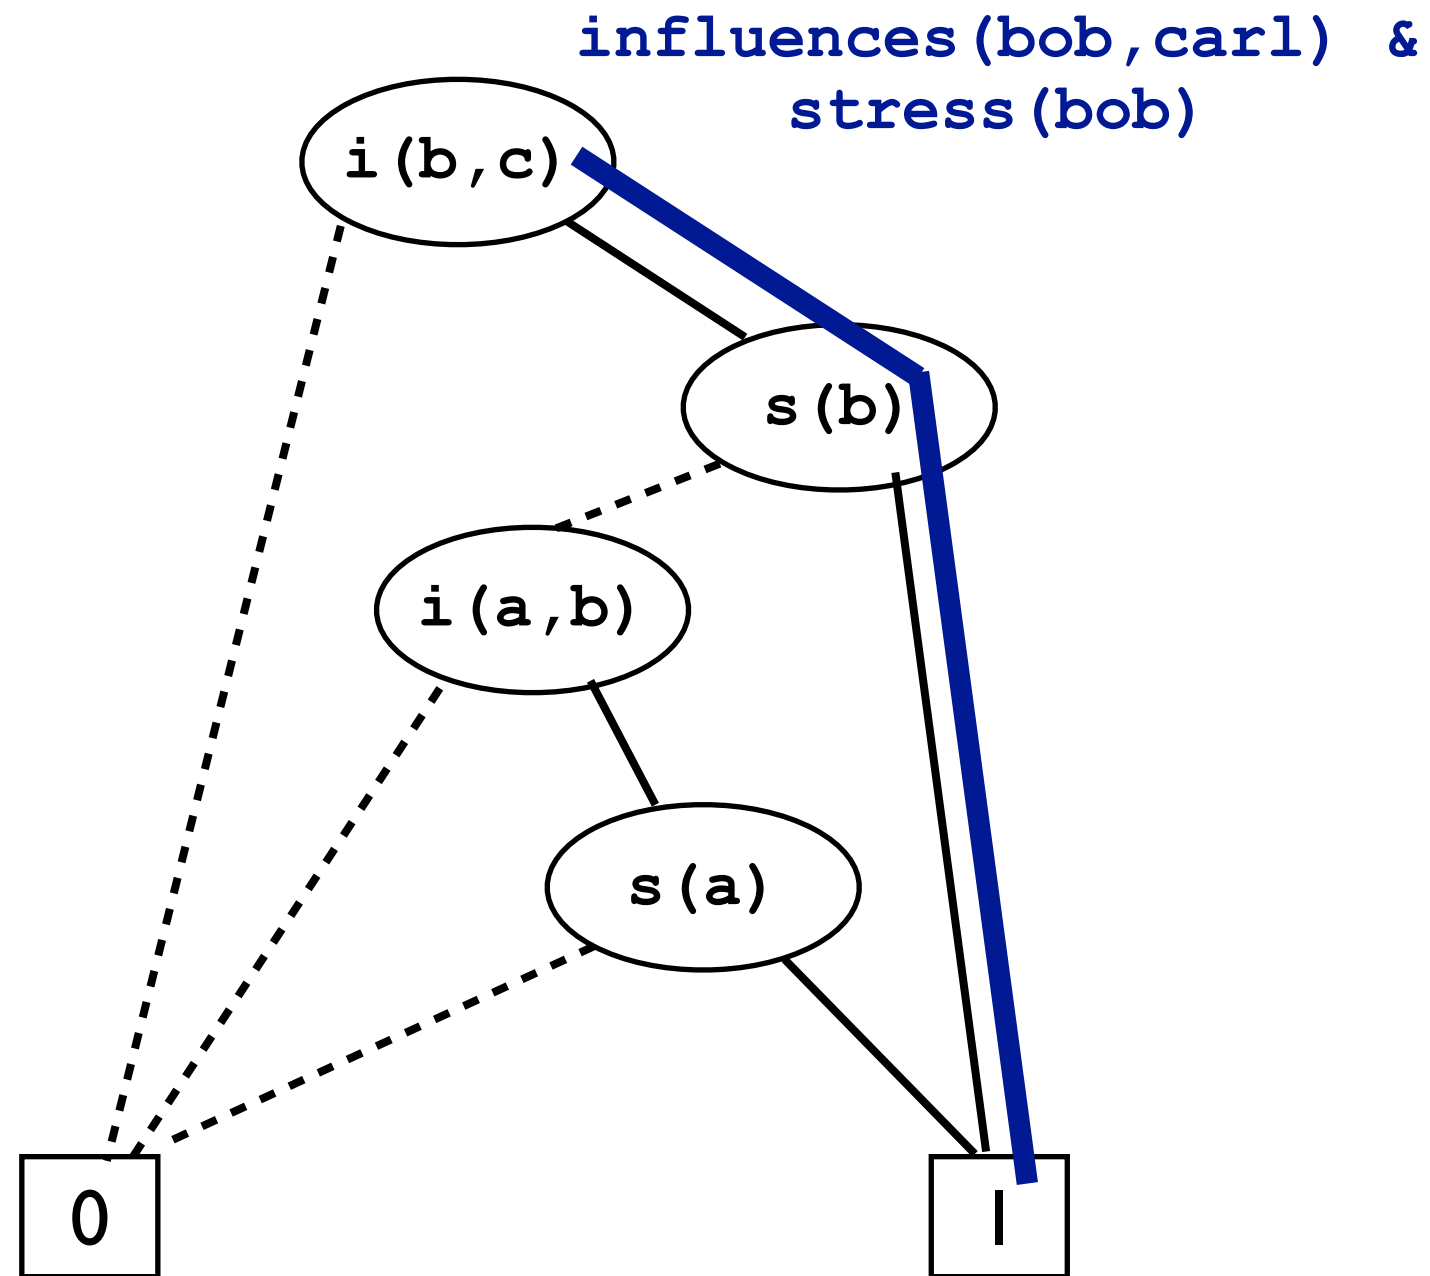 influences(bob,carl) &
stress(bob)
i(b,c)
s(b)
i(a,b)
s(a)
0
1